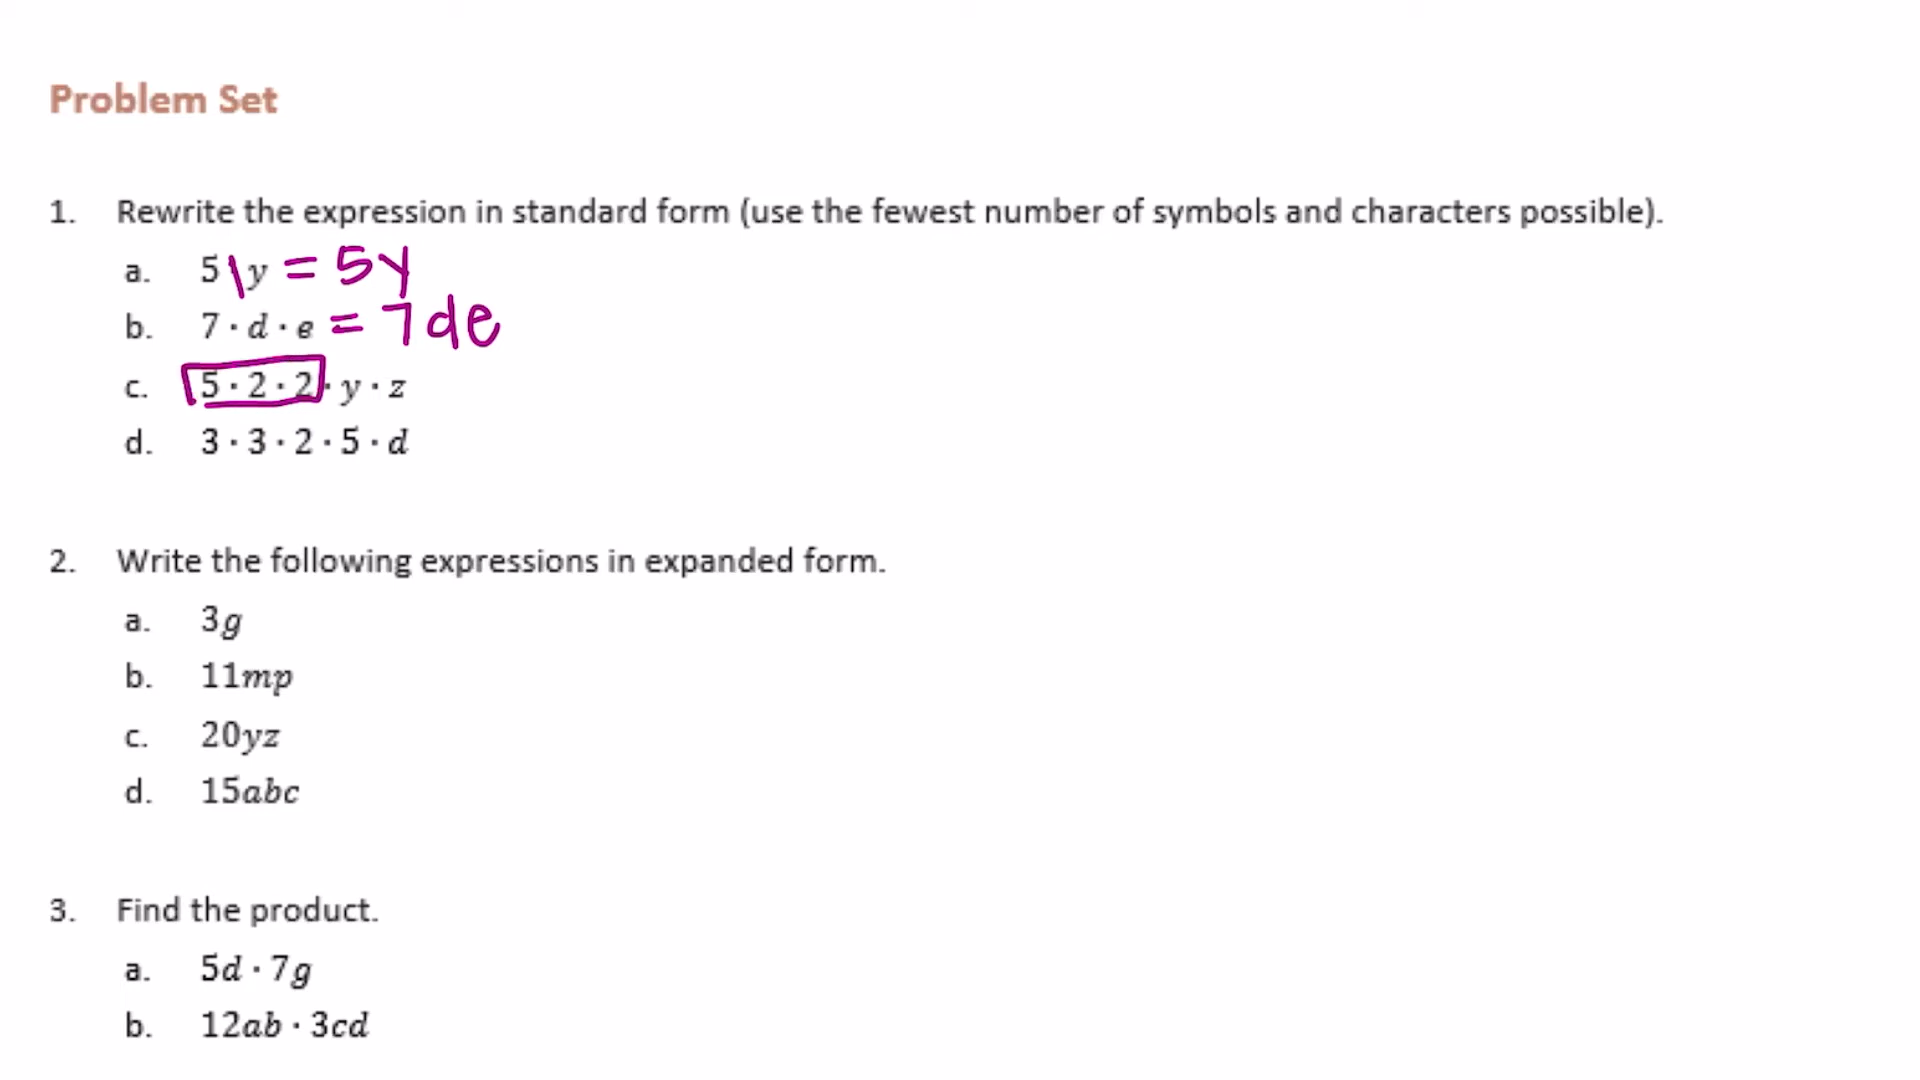 Problem Set
1. Rewrite the expression in standard form (use the fewest number of symbols and characters possible).
a. 5 \ y = 5y
b. 7 · d · e = 7de
c. 5 · 2 · 2 · y · z
d. 3 · 3 · 2 · 5 · d
2. Write the following expressions in expanded form.
a. 3g
b. 11mp
c. 20yz
d. 15abc
3. Find the product.
a. 5d · 7g
b. 12ab · 3cd